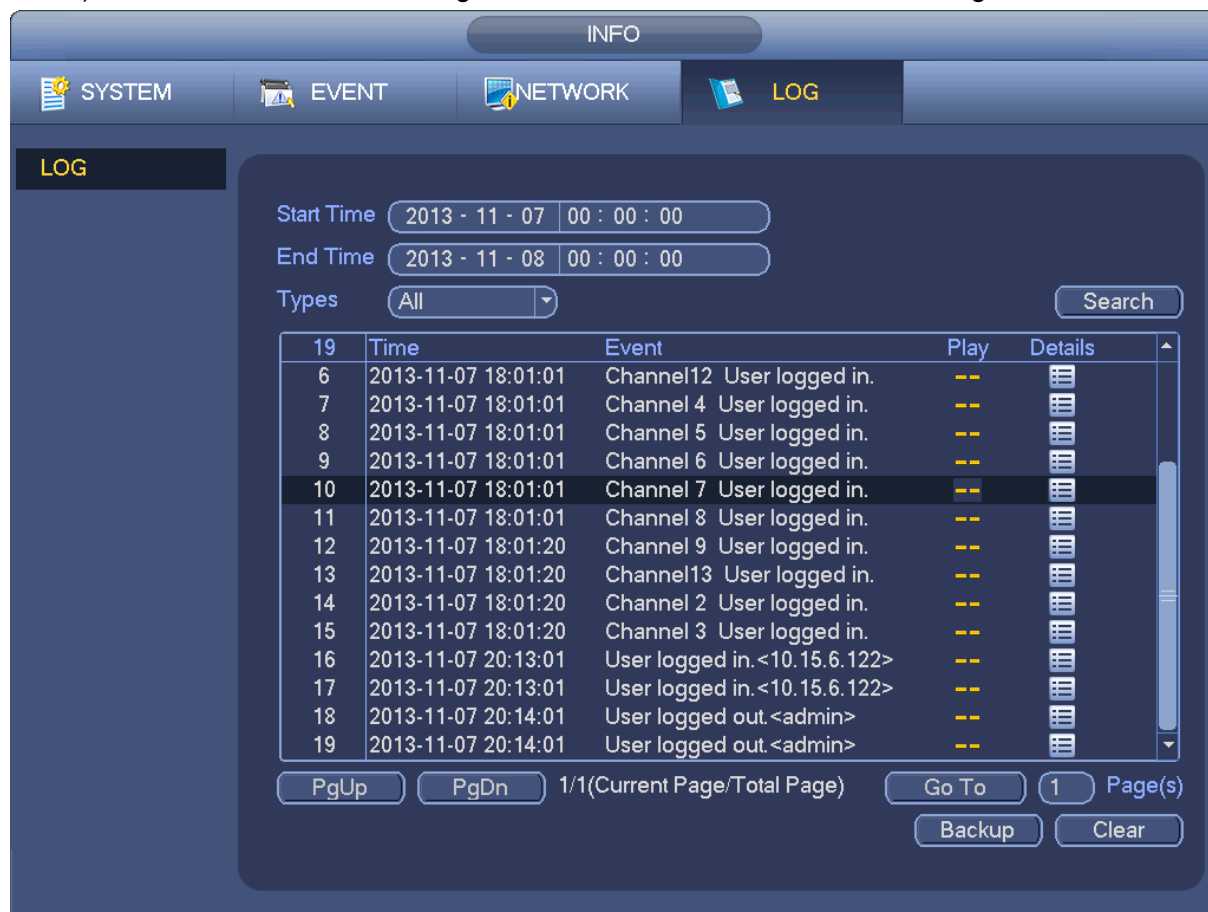 INFO
SYSTEM EVENT NETWORK LOG
LOG
Start Time 2013 - 11 - 07 00 : 00 : 00
End Time 2013 - 11 - 08 00 : 00 : 00
Types All Search
19 Time Event Play Details
6 2013-11-07 18:01:01 Channel12 User logged in. --
7 2013-11-07 18:01:01 Channel 4 User logged in. --
8 2013-11-07 18:01:01 Channel 5 User logged in. --
9 2013-11-07 18:01:01 Channel 6 User logged in. --
10 2013-11-07 18:01:01 Channel 7 User logged in. --
11 2013-11-07 18:01:01 Channel 8 User logged in. --
12 2013-11-07 18:01:20 Channel 9 User logged in. --
13 2013-11-07 18:01:20 Channel13 User logged in. --
14 2013-11-07 18:01:20 Channel 2 User logged in. --
15 2013-11-07 18:01:20 Channel 3 User logged in. --
16 2013-11-07 20:13:01 User logged in.<10.15.6.122> --
17 2013-11-07 20:13:01 User logged in.<10.15.6.122> --
18 2013-11-07 20:14:01 User logged out.<admin> --
19 2013-11-07 20:14:01 User logged out.<admin> --
PgUp PgDn 1/1(Current Page/Total Page) Go To 1 Page(s)
Backup Clear